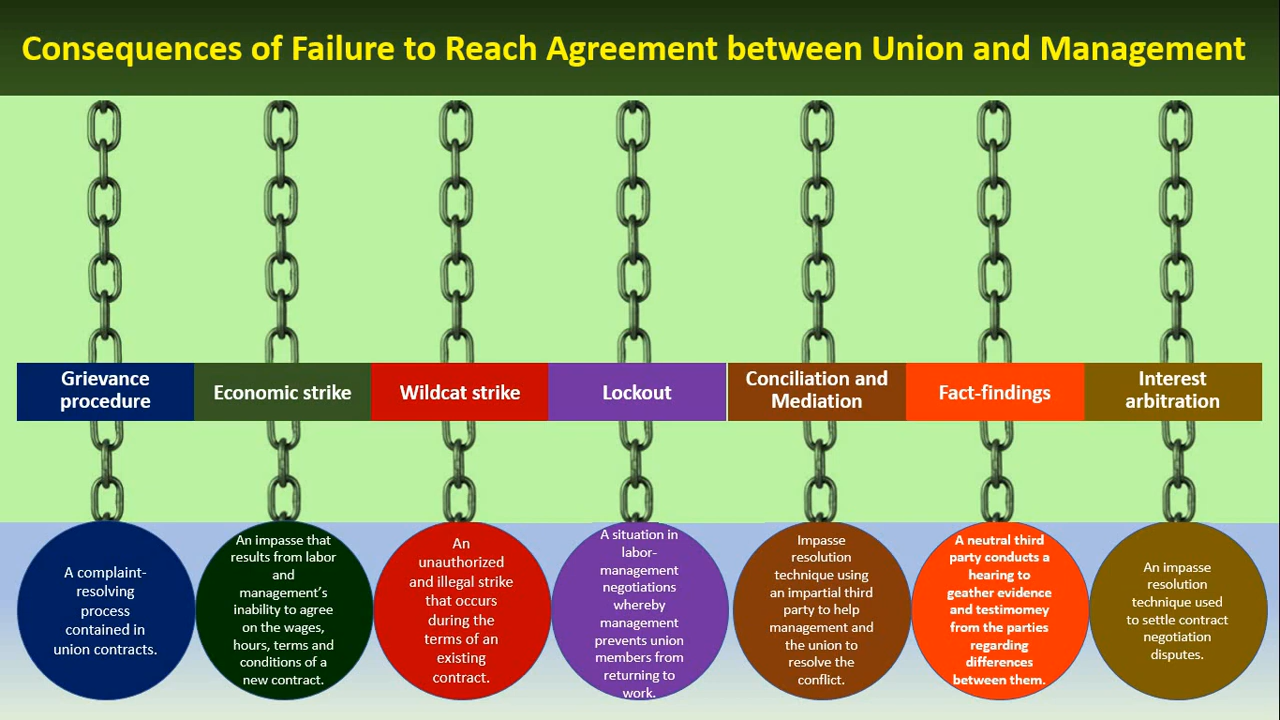 Consequences of Failure to Reach Agreement between Union and Management
Grievance
procedure
Economic strike
Wildcat strike
Lockout
Conciliation and
Mediation
Fact-findings
Interest
arbitration
A complaint-
resolving
process
contained in
union contracts.
An impasse that
results from labor
and
management’s
inability to agree
on the wages,
hours, terms and
conditions of a
new contract.
An
unauthorized
and illegal strike
that occurs
during the
terms of an
existing
contract.
A situation in
labor-
management
negotiations
whereby
management
prevents union
members from
returning to
work.
Impasse
resolution
technique using
an impartial third
party to help
management and
the union to
resolve the
conflict.
A neutral third
party conducts a
hearing to
geather evidence
and testimomey
from the parties
regarding
differences
between them.
An impasse
resolution
technique used
to settle contract
negotiation
disputes.